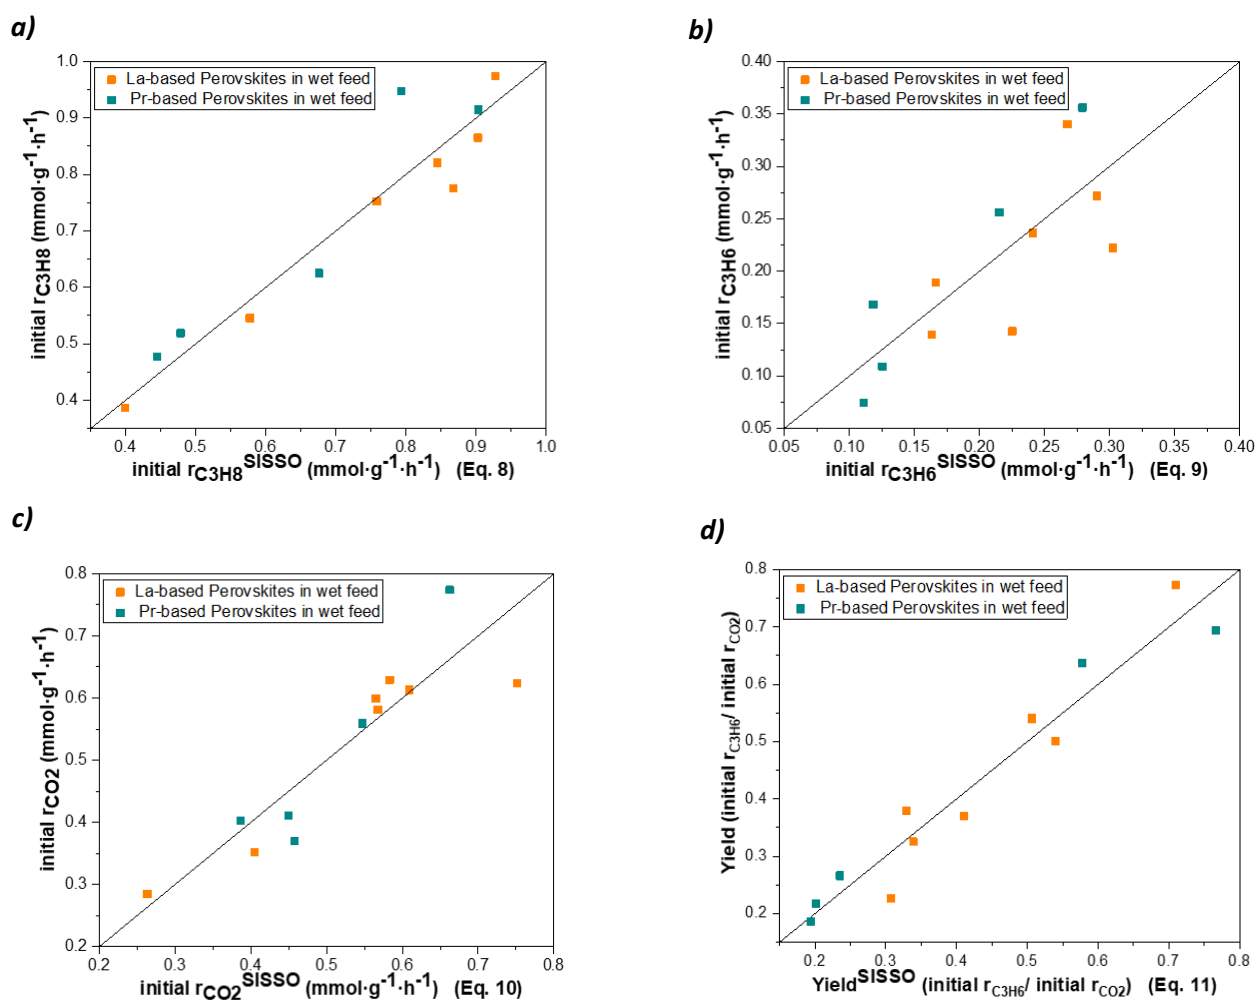 a)
La-based Perovskites in wet feed
Pr-based Perovskites in wet feed
initial rC3H8 (mmol·g-1·h-1)
1.0
0.9
0.8
0.7
0.6
0.5
0.4
0.4 0.5 0.6 0.7 0.8 0.9 1.0
initial rC3H8SISSO (mmol·g-1·h-1) (Eq. 8)
b)
La-based Perovskites in wet feed
Pr-based Perovskites in wet feed
initial rC3H6 (mmol·g-1·h-1)
0.40
0.35
0.30
0.25
0.20
0.15
0.10
0.05
0.05 0.10 0.15 0.20 0.25 0.30 0.35 0.40
initial rC3H6SISSO (mmol·g-1·h-1) (Eq. 9)
c)
La-based Perovskites in wet feed
Pr-based Perovskites in wet feed
initial rCO2 (mmol·g-1·h-1)
0.8
0.7
0.6
0.5
0.4
0.3
0.2
0.2 0.3 0.4 0.5 0.6 0.7 0.8
initial rCO2SISSO (mmol·g-1·h-1) (Eq. 10)
d)
La-based Perovskites in wet feed
Pr-based Perovskites in wet feed
Yield (initial rC3H6/ initial rCO2)
0.8
0.7
0.6
0.5
0.4
0.3
0.2
0.2 0.3 0.4 0.5 0.6 0.7 0.8
YieldSISSO (initial rC3H6/ initial rCO2) (Eq. 11)